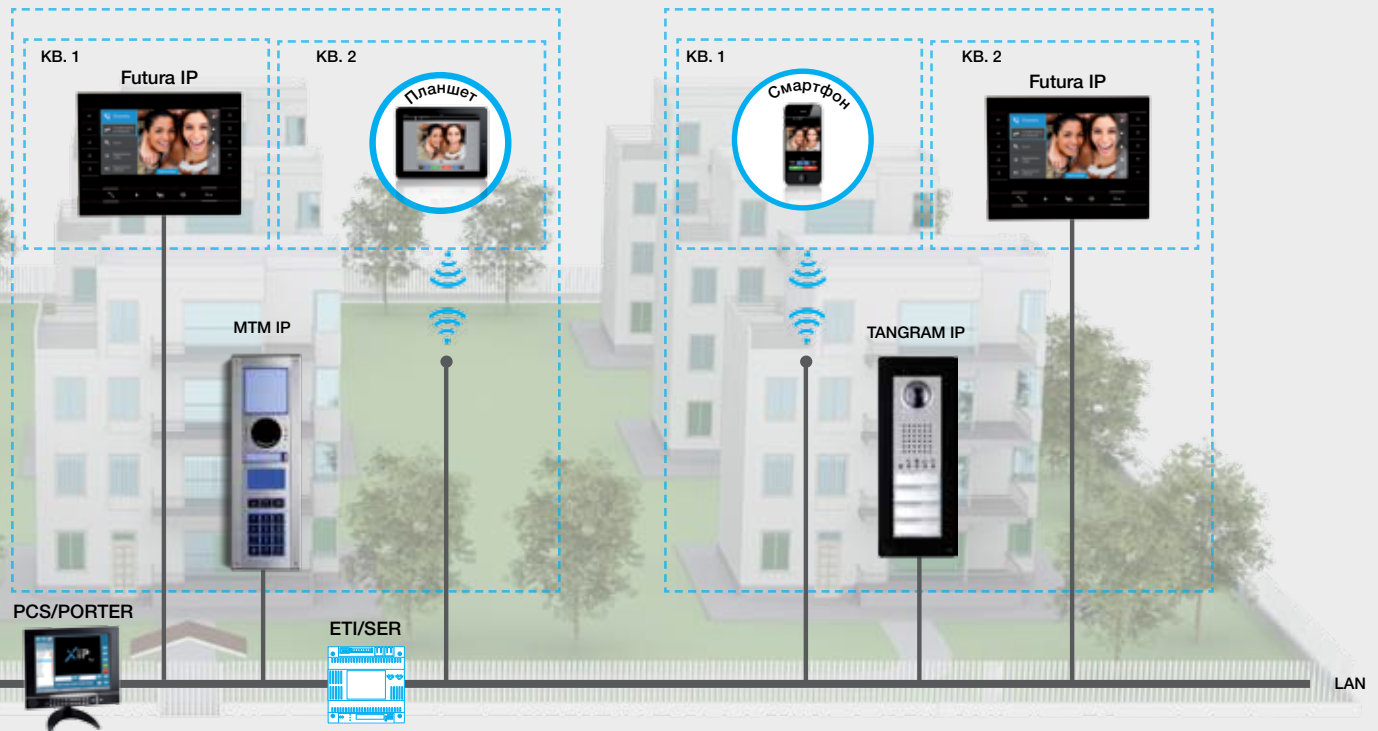 КВ. 1
Futura IP
КВ. 2
Планшет
КВ. 1
Смартфон
КВ. 2
Futura IP
MTM IP
TANGRAM IP
PCS/PORTER
XiP
ETI/SER
LAN